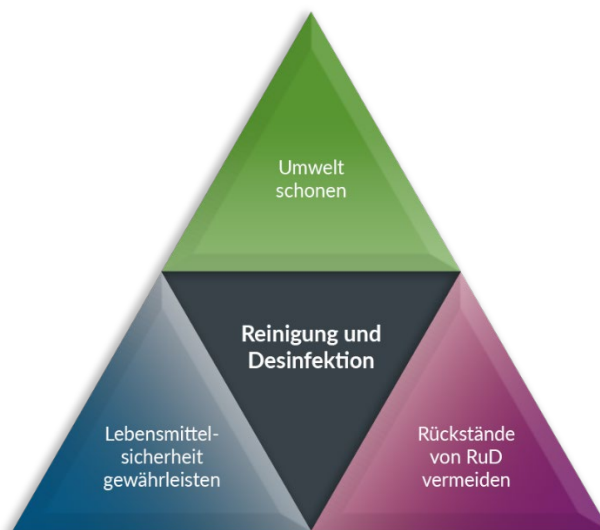 Umwelt
schonen
Reinigung und
Desinfektion
Lebensmittel-
sicherheit
gewährleisten
Rückstände
von RuD
vermeiden